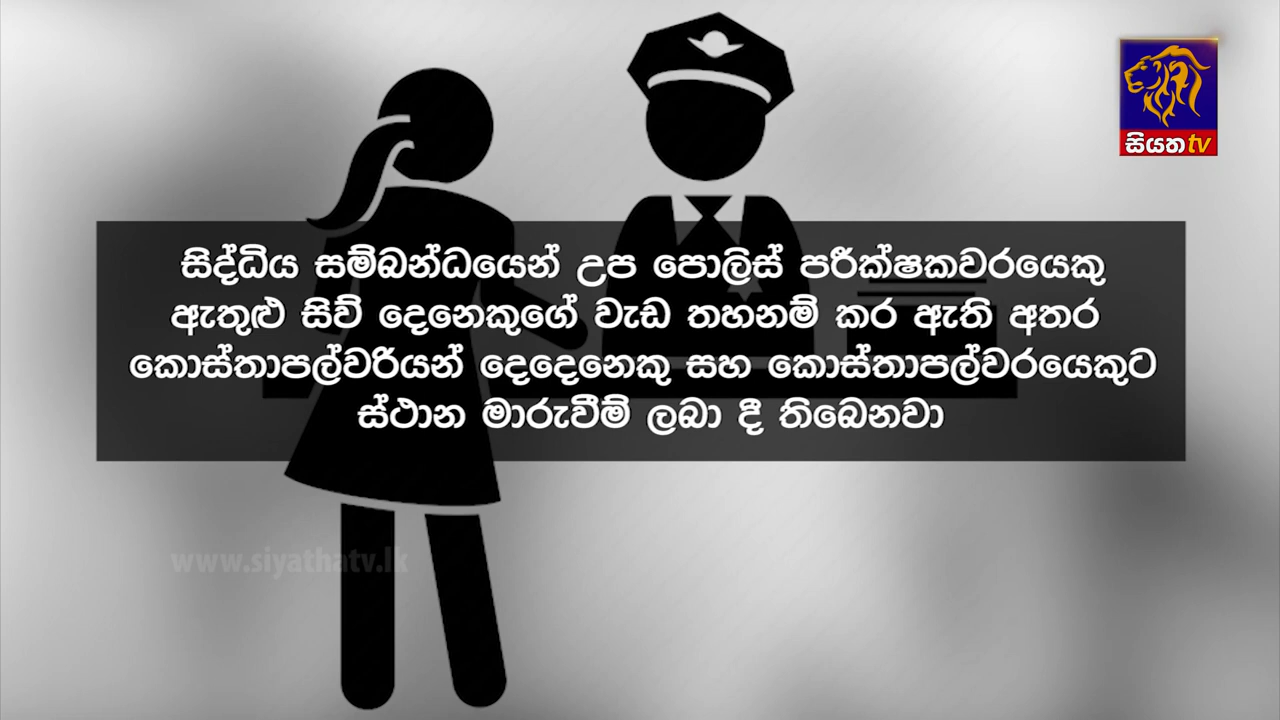 සියත tv
සිද්ධිය සම්බන්ධයෙන් උප පොලිස් පරීක්ෂකවරයෙකු
ඇතුළු සිව් දෙනෙකුගේ වැඩ තහනම් කර ඇති අතර
කොස්තාපල්වරියන් දෙදෙනෙකු සහ කොස්තාපල්වරයෙකුට
ස්ථාන මාරුවීම් ලබා දී තිබෙනවා
www.siyathatv.lk